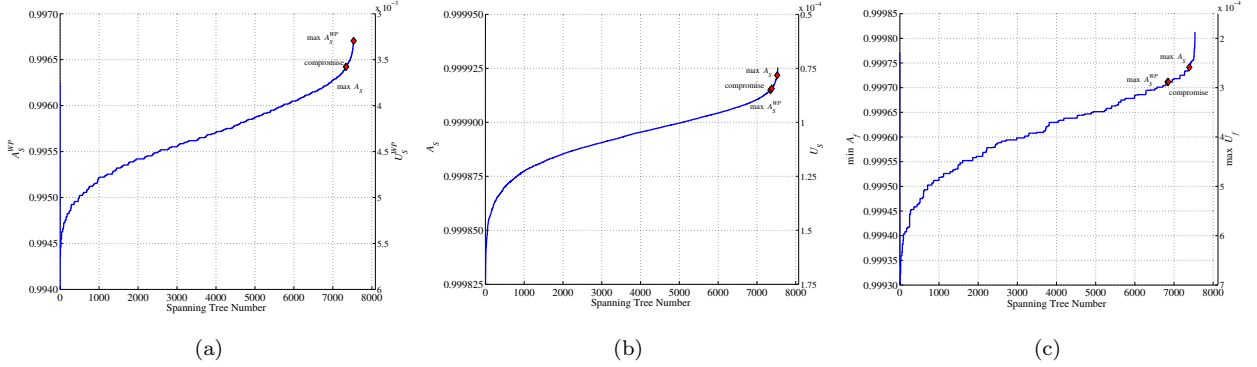 x 10⁻³
0.9970
3
max A_S^WP
0.9965
compromise
3.5
max A_S
0.9960
4
A_S^WP
0.9955
4.5
U_S^WP
0.9950
5
0.9945
5.5
0.9940
6
0 1000 2000 3000 4000 5000 6000 7000 8000
Spanning Tree Number
(a)
x 10⁻⁴
0.999950
0.5
0.999925
max A_S
0.75
compromise
max A_S^WP
0.999900
1
A_S
U_S
0.999875
1.25
0.999850
1.5
0.999825
1.75
0 1000 2000 3000 4000 5000 6000 7000 8000
Spanning Tree Number
(b)
x 10⁻⁴
0.99985
0.99980
2
0.99975
max A_S
max A_S^WP
3
0.99970
compromise
0.99965
4
0.99960
min A_f
max U_f
0.99955
5
0.99950
0.99945
6
0.99940
0.99935
0.99930
7
0 1000 2000 3000 4000 5000 6000 7000 8000
Spanning Tree Number
(c)